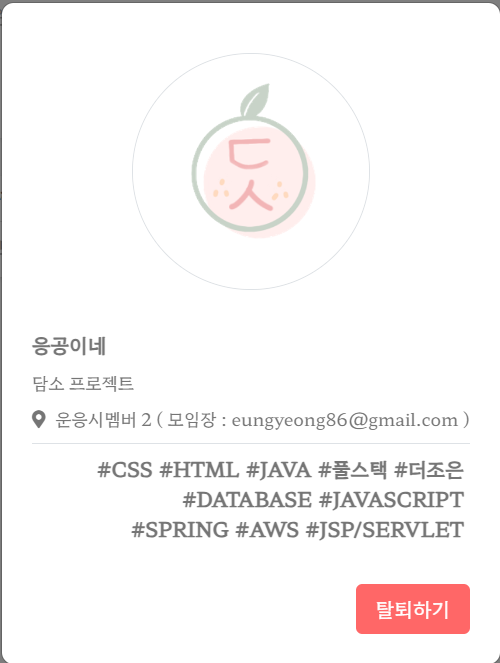 ㄷㅅ
응공이네
담소 프로젝트
운응시멤버 2 ( 모임장 : eungyeong86@gmail.com )
#CSS #HTML #JAVA #풀스택 #더조은
#DATABASE #JAVASCRIPT
#SPRING #AWS #JSP/SERVLET
탈퇴하기